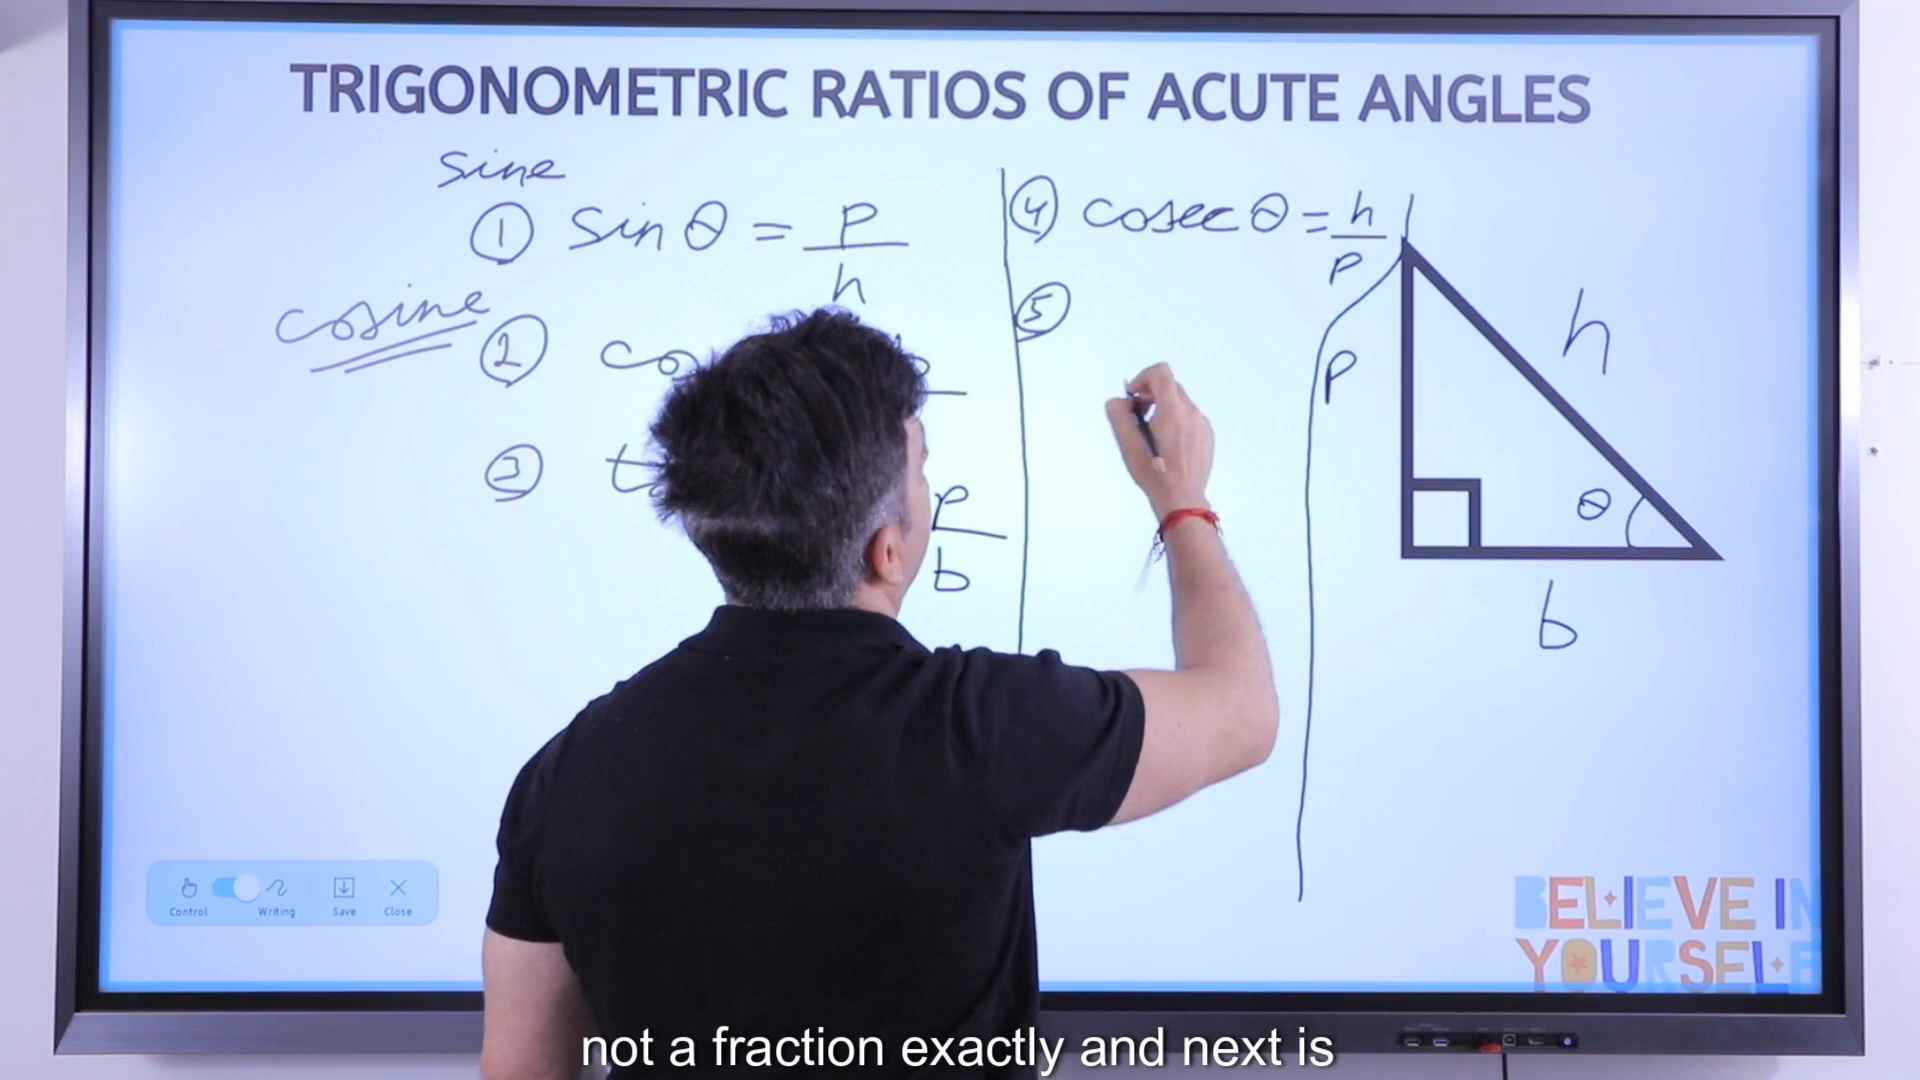 TRIGONOMETRIC RATIOS OF ACUTE ANGLES
sine
① sin θ = p/h
cosine
②
③
p/b
④ cosec θ = h/p
⑤
p
h
θ
b
Control Writing Save Close
BELIEVE IN
YOURSELF
not a fraction exactly and next is